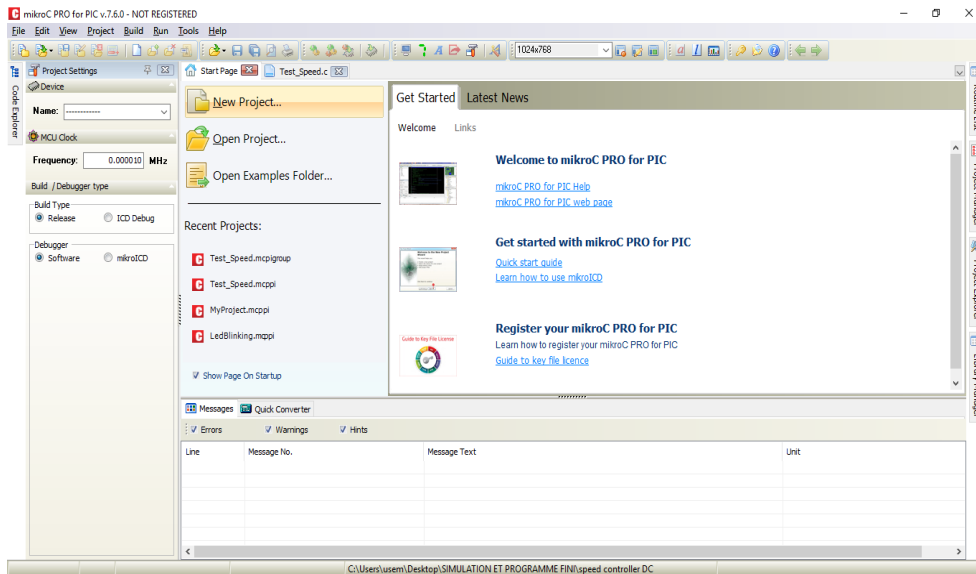 mikroC PRO for PIC v.7.6.0 - NOT REGISTERED
File Edit View Project Build Run Tools Help
1024x768
Code Explorer
Project Settings
Device
Name: ------------
MCU Clock
Frequency: 0.000010 MHz
Build / Debugger type
Build Type
Release ICD Debug
Debugger
Software mikroICD
Start Page Test_Speed.c
New Project...
Open Project...
Open Examples Folder...
Recent Projects:
Test_Speed.mcpigroup
Test_Speed.mcppi
MyProject.mcppi
LedBlinking.mcppi
Show Page On Startup
Get Started Latest News
Welcome Links
Welcome to mikroC PRO for PIC
mikroC PRO for PIC Help
mikroC PRO for PIC web page
Get started with mikroC PRO for PIC
Quick start guide
Learn how to use mikroICD
Guide to Key File License
Register your mikroC PRO for PIC
Learn how to register your mikroC PRO for PIC
Guide to key file licence
Messages Quick Converter
Errors Warnings Hints
Line Message No. Message Text Unit
C:\Users\usem\Desktop\SIMULATION ET PROGRAMME FINI\speed controller DC